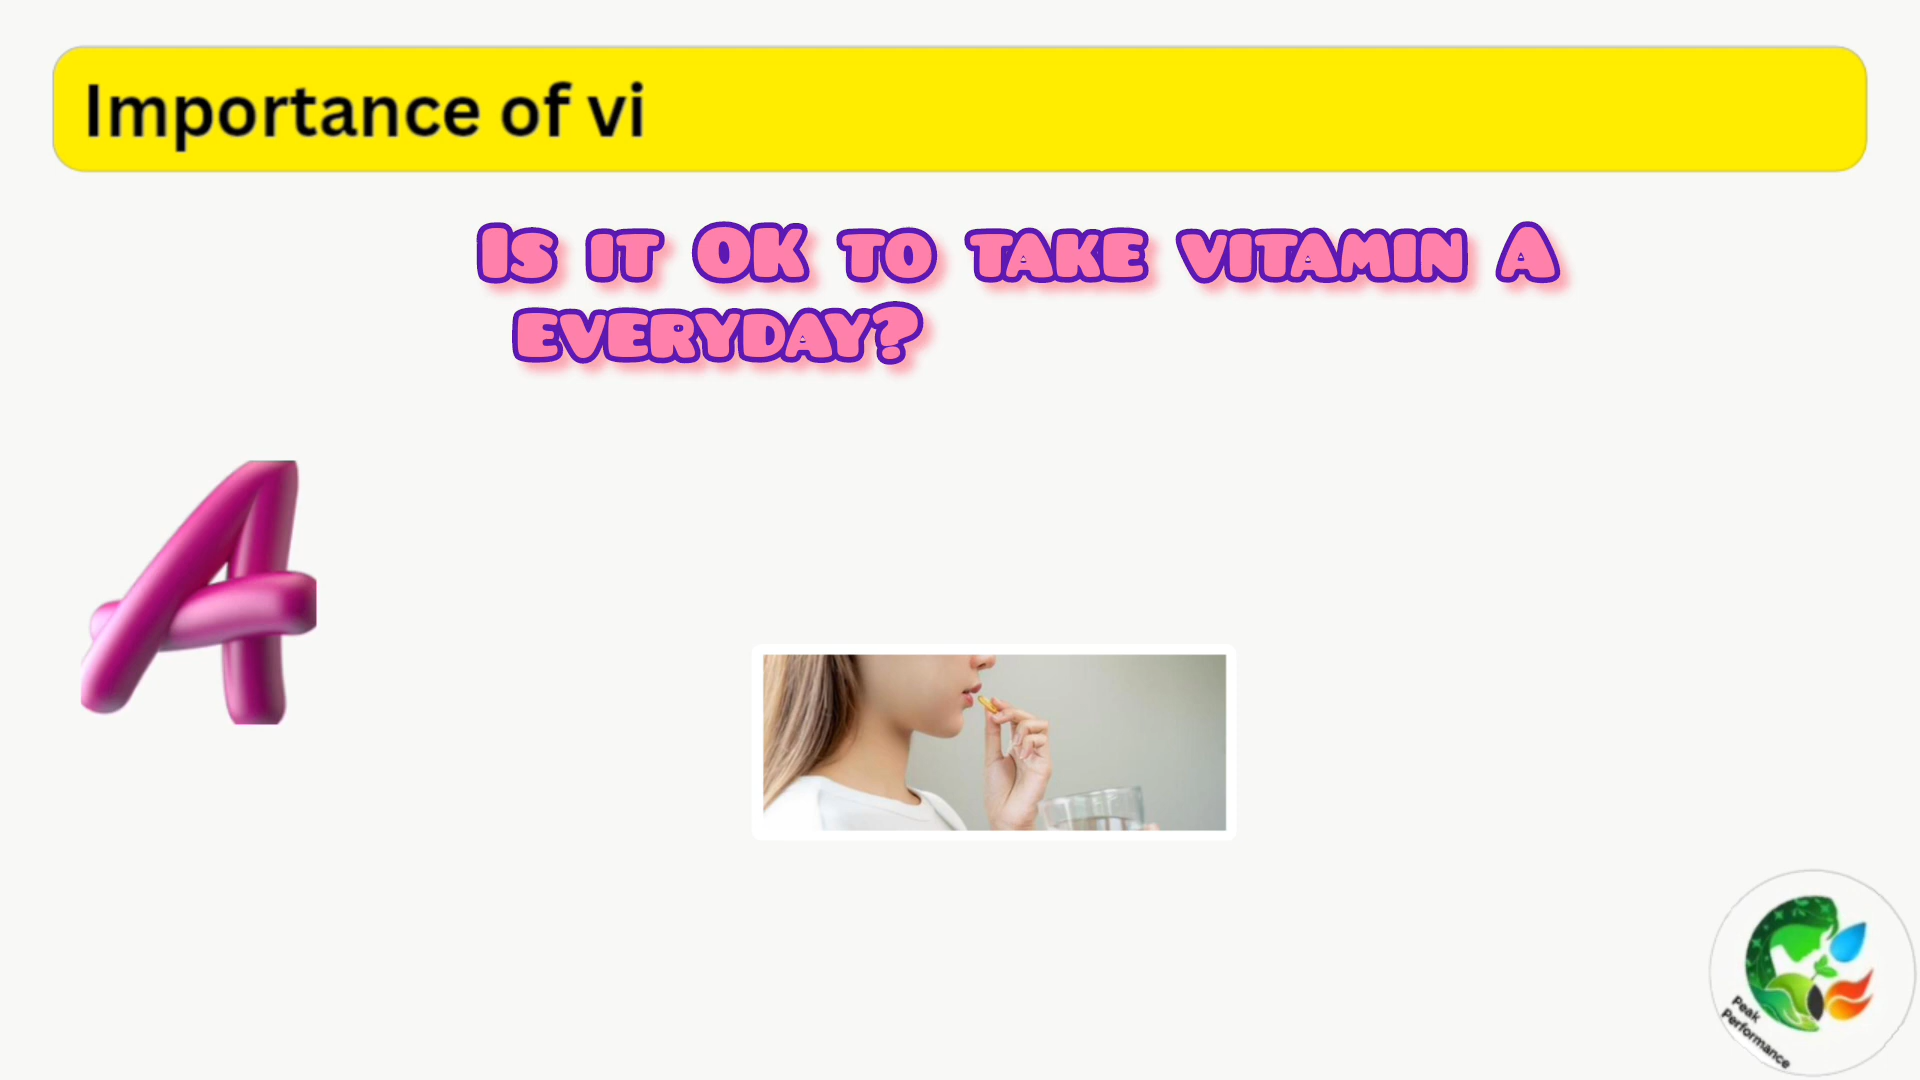 Importance of vi
Is it OK to take vitamin A
everyday?
A
Peak
Performance